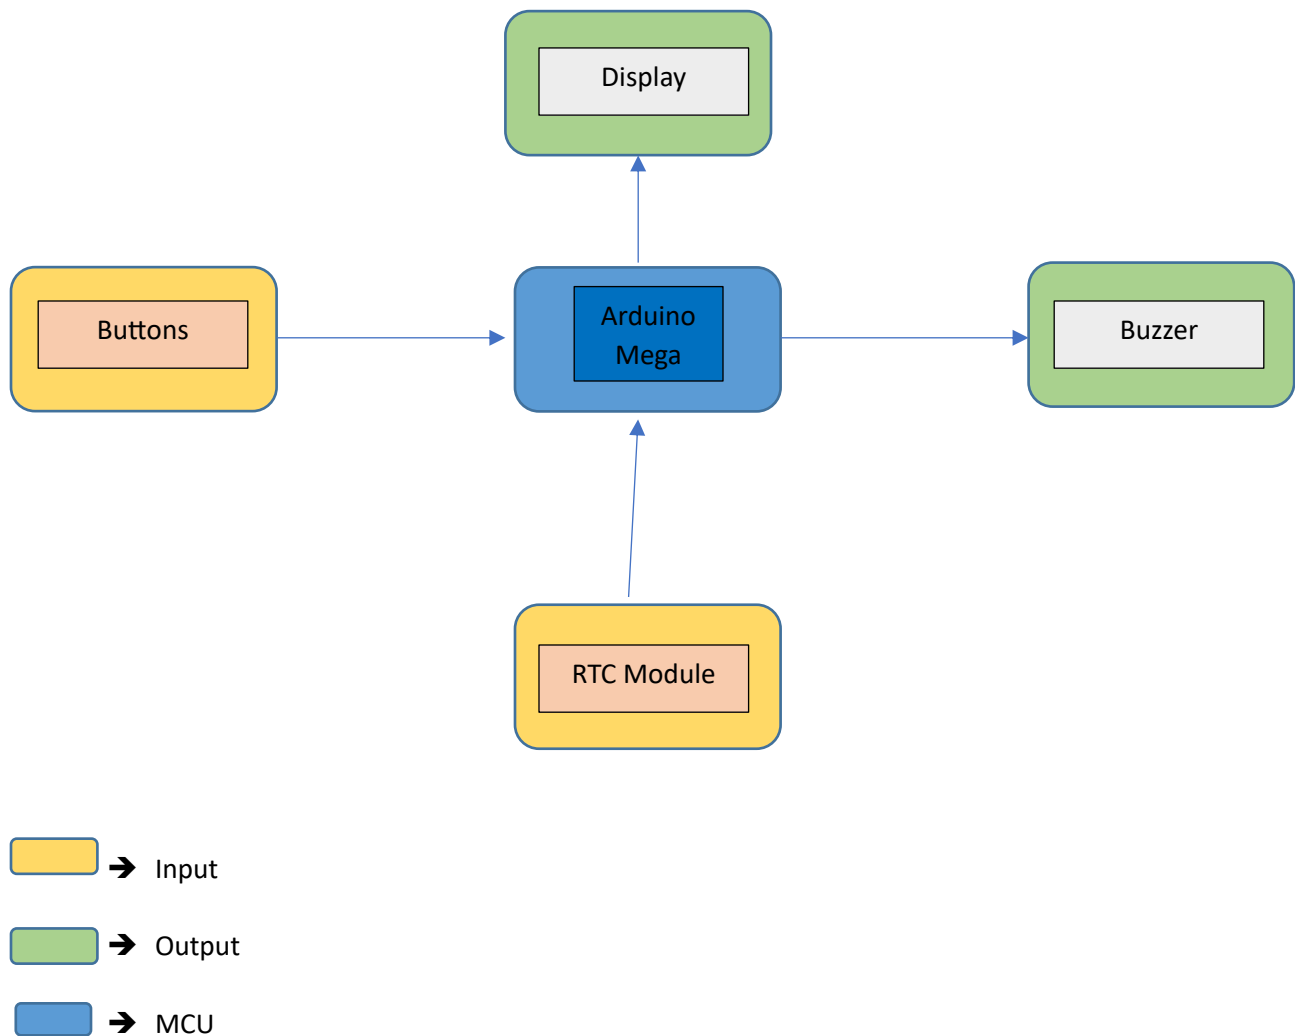 Display
Buttons
Arduino
Mega
Buzzer
RTC Module
➔ Input
➔ Output
➔ MCU